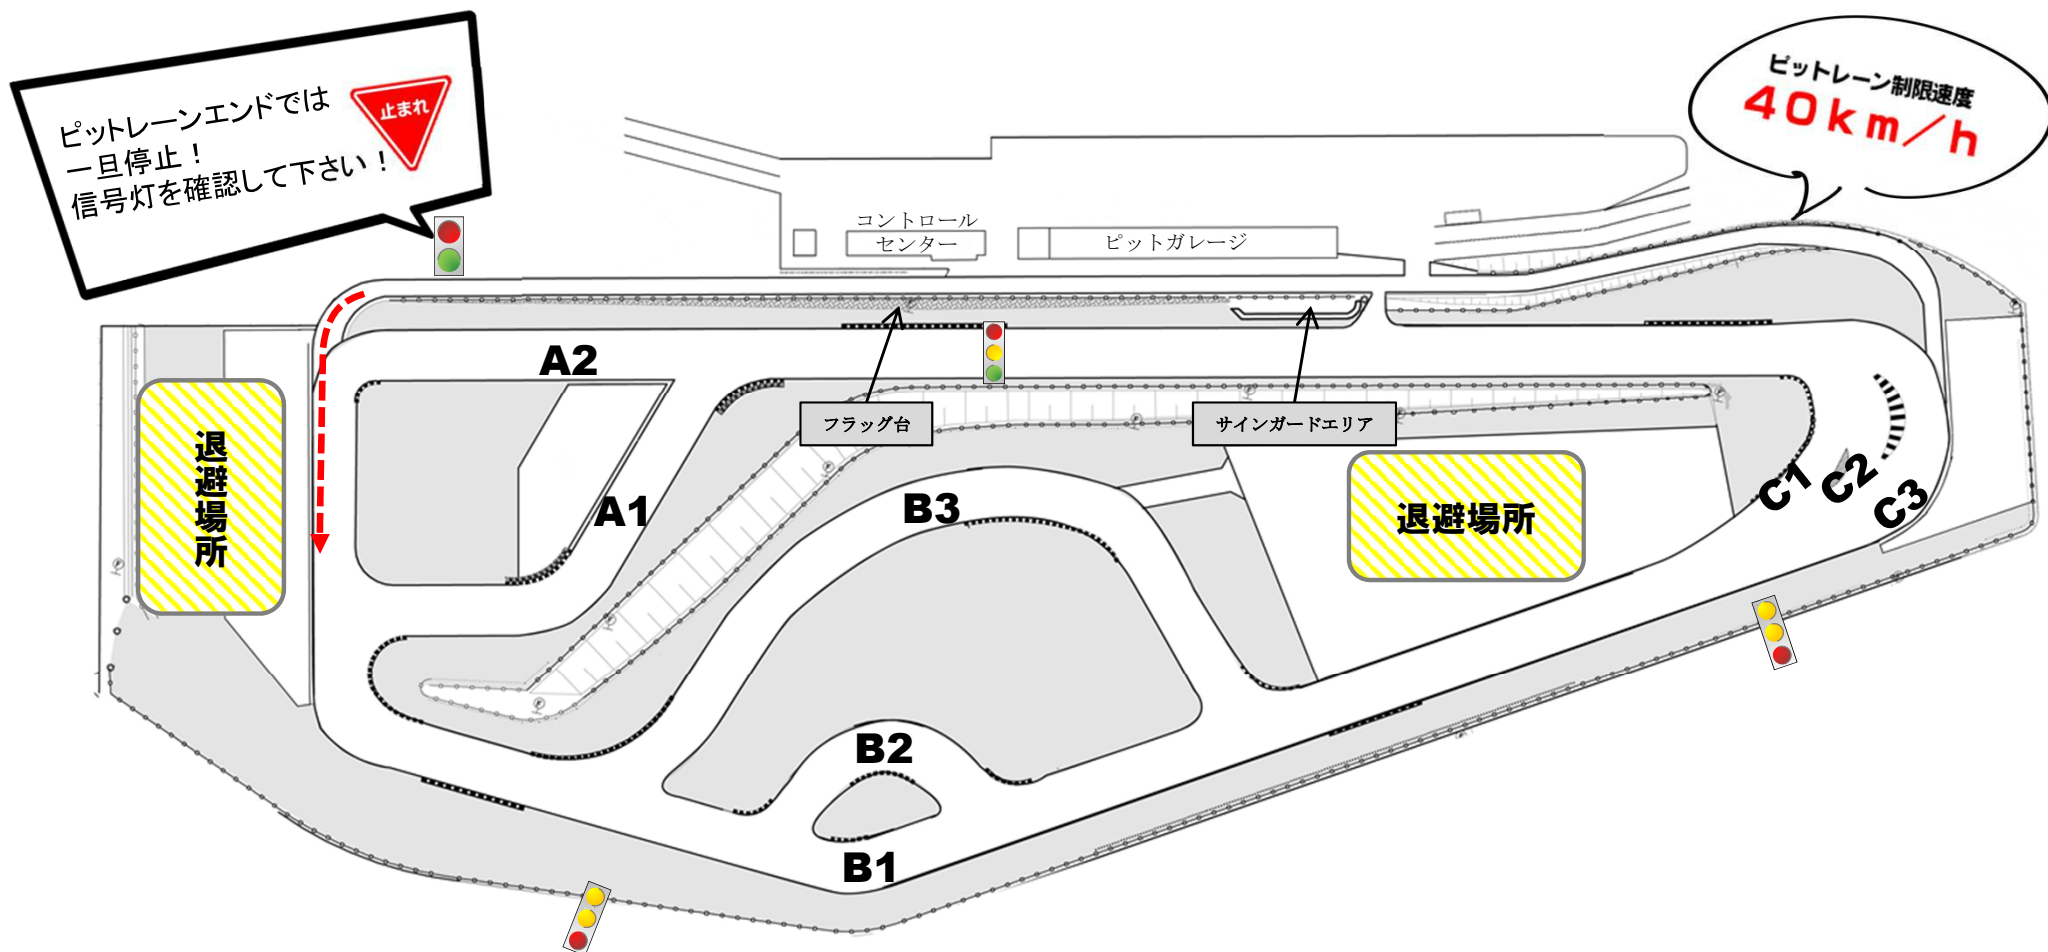 ピットレーンエンドでは
一旦停止！
信号灯を確認して下さい！
止まれ
ピットレーン制限速度
40km/h
コントロール
センター
ピットガレージ
A2
フラッグ台
サインガードエリア
退避場所
A1
B3
退避場所
C1
C2
C3
B2
B1